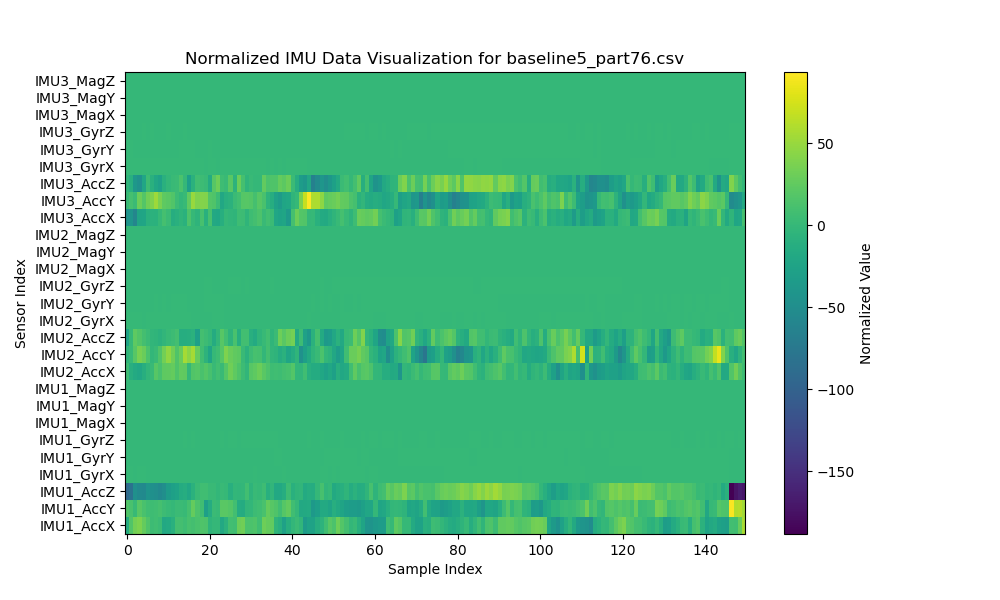 Normalized IMU Data Visualization for baseline5_part76.csv
IMU3_MagZ
IMU3_MagY
IMU3_MagX
IMU3_GyrZ
IMU3_GyrY
IMU3_GyrX
IMU3_AccZ
IMU3_AccY
IMU3_AccX
IMU2_MagZ
IMU2_MagY
IMU2_MagX
IMU2_GyrZ
IMU2_GyrY
IMU2_GyrX
IMU2_AccZ
IMU2_AccY
IMU2_AccX
IMU1_MagZ
IMU1_MagY
IMU1_MagX
IMU1_GyrZ
IMU1_GyrY
IMU1_GyrX
IMU1_AccZ
IMU1_AccY
IMU1_AccX
Sensor Index
0 20 40 60 80 100 120 140
Sample Index
50
0
−50
−100
−150
Normalized Value